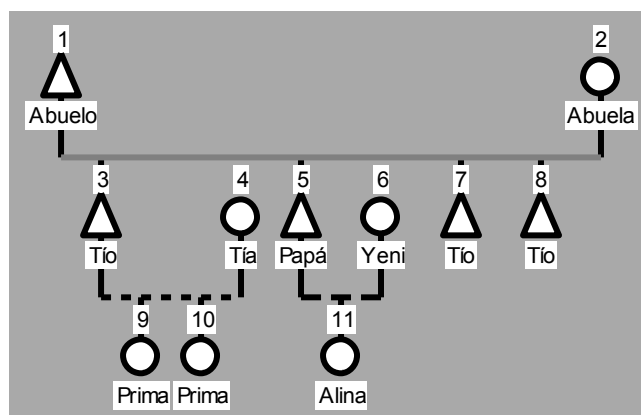 1 2
Abuelo Abuela
3 4 5 6 7 8
Tío Tía Papá Yeni Tío Tío
9 10 11
Prima Prima Alina